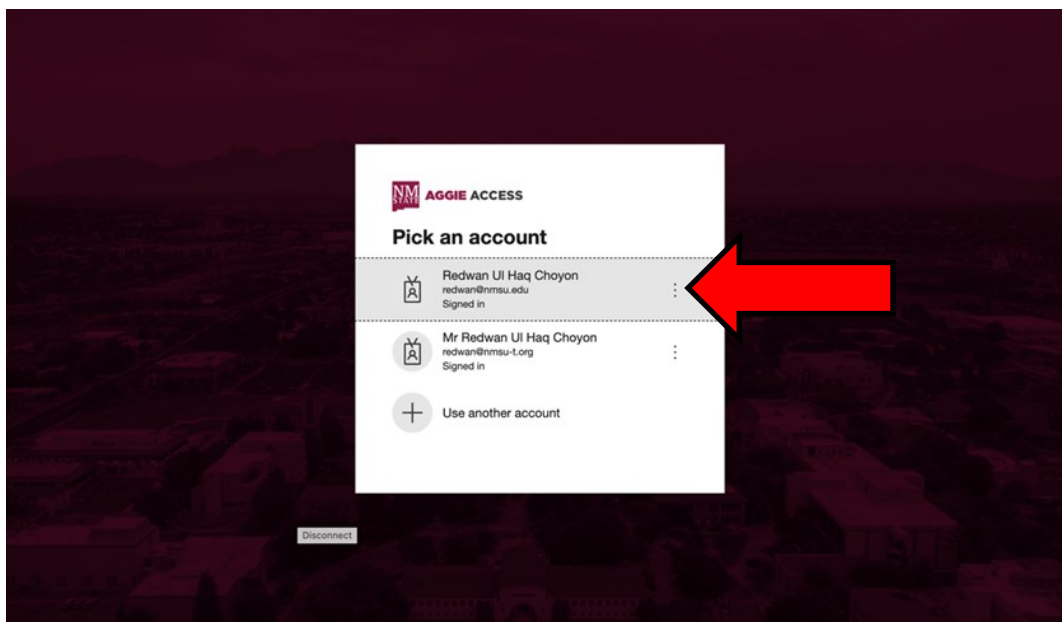 NM
STATE
AGGIE ACCESS
Pick an account
Redwan Ul Haq Choyon
redwan@nmsu.edu
Signed in
Mr Redwan Ul Haq Choyon
redwan@nmsu-t.org
Signed in
Use another account
Disconnect